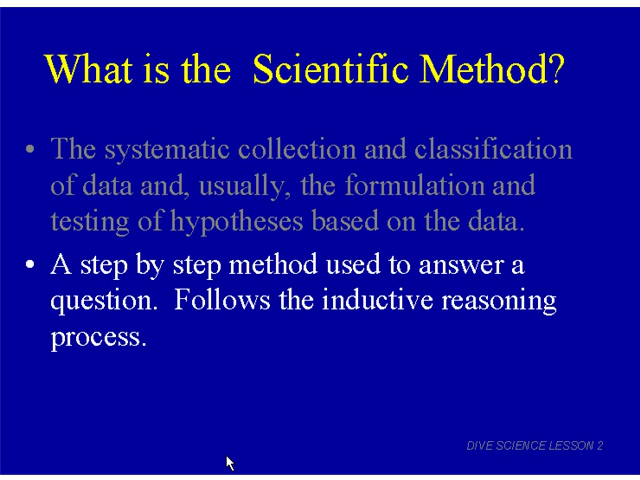 What is the  Scientific Method?
• The systematic collection and classification
of data and, usually, the formulation and
testing of hypotheses based on the data.
• A step by step method used to answer a
question.  Follows the inductive reasoning
process.
DIVE SCIENCE LESSON 2